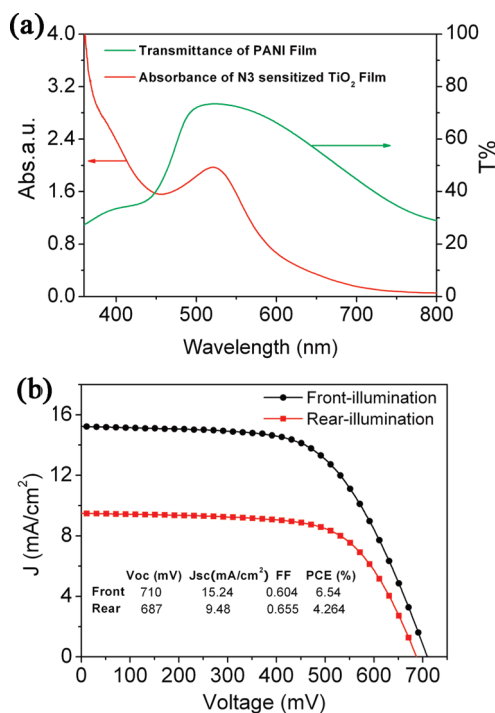 (a)
Transmittance of PANI Film
Absorbance of N3 sensitized TiO2 Film
4.0
3.2
2.4
1.6
0.8
0.0
Abs.a.u.
100
80
60
40
20
0
T%
400 500 600 700 800
Wavelength (nm)
(b)
Front-illumination
Rear-illumination
16
12
8
4
0
J (mA/cm2)
Voc (mV) Jsc(mA/cm2) FF PCE (%)
Front 710 15.24 0.604 6.54
Rear 687 9.48 0.655 4.264
0 100 200 300 400 500 600 700
Voltage (mV)